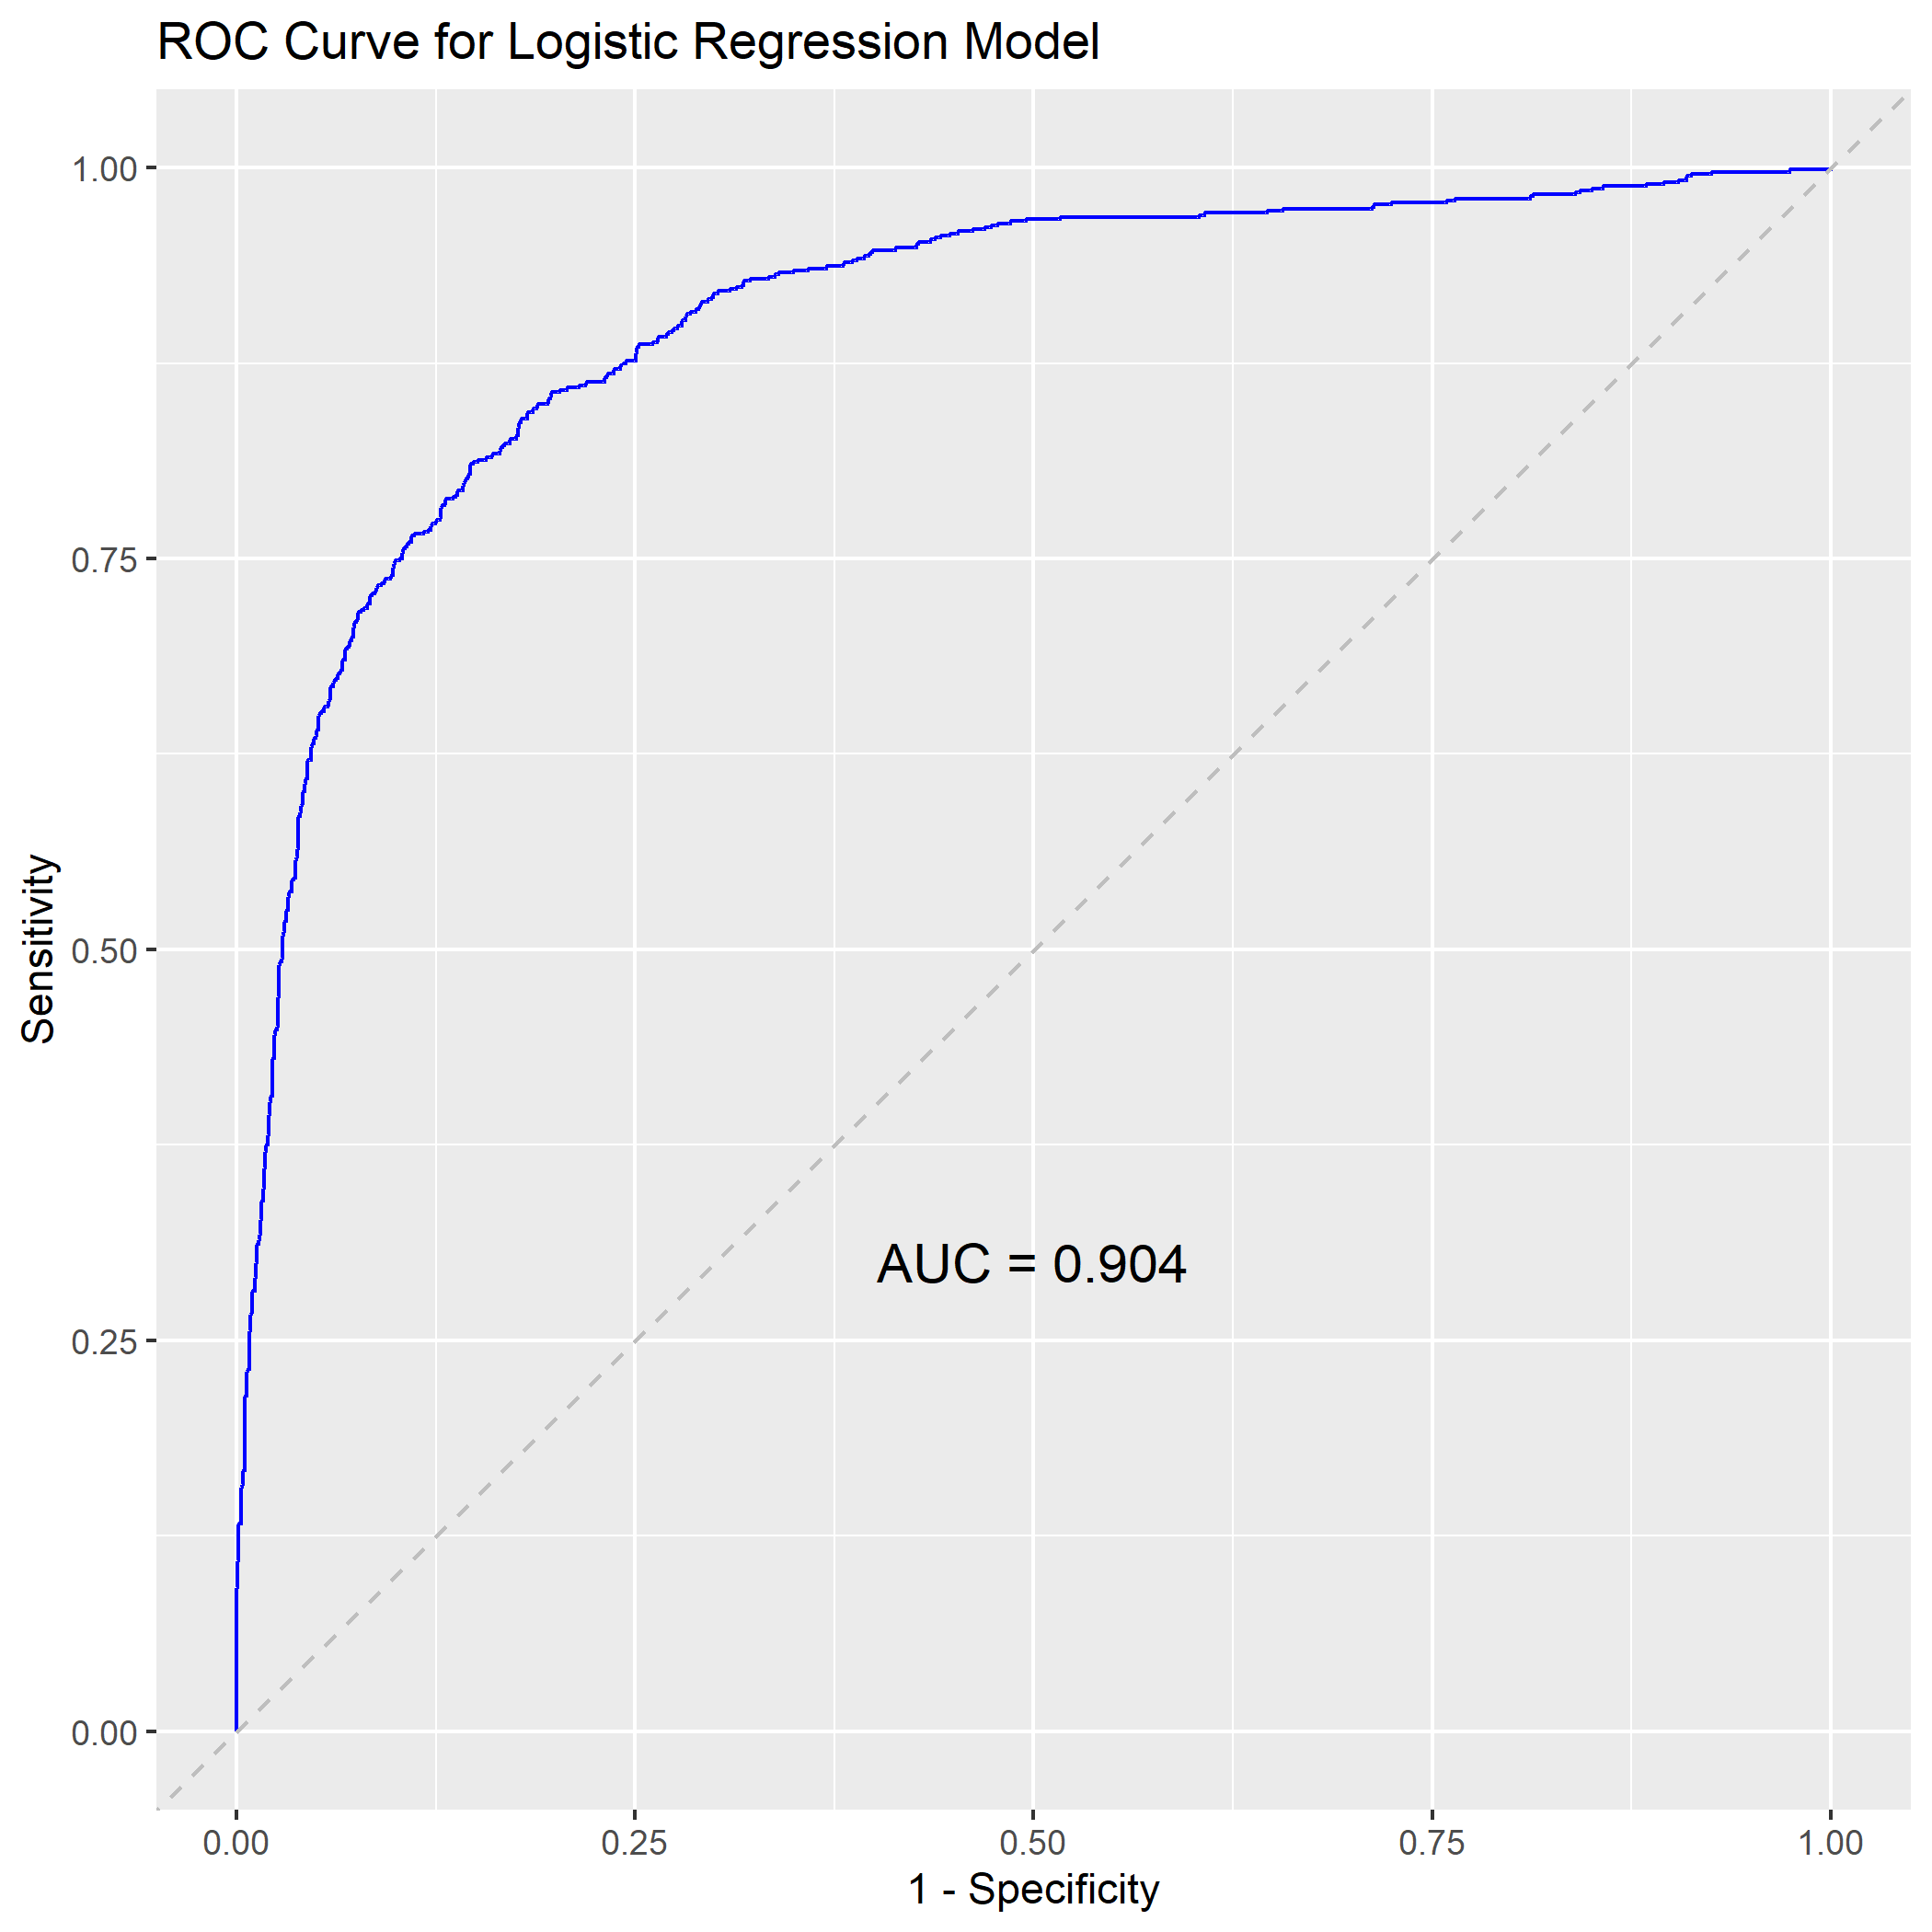 ROC Curve for Logistic Regression Model
1.00
0.75
0.50
0.25
0.00
Sensitivity
AUC = 0.904
0.00 0.25 0.50 0.75 1.00
1 - Specificity